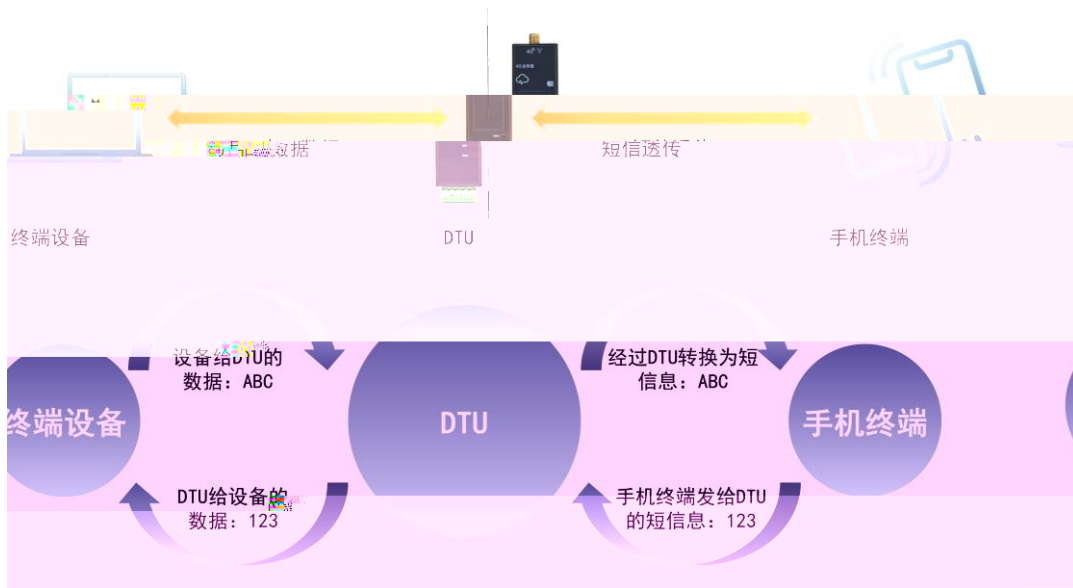 短信透传
终端设备
DTU
手机终端
设备给DTU的
数据：ABC
经过DTU转换为短
信息：ABC
终端设备
DTU
手机终端
DTU给设备的
数据：123
手机终端发给DTU
的短信息：123